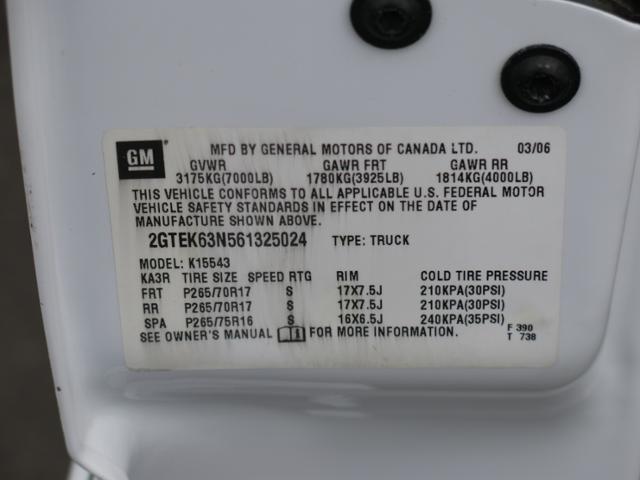 GM
MFD BY GENERAL MOTORS OF CANADA LTD. 03/06
GVWR GAWR FRT GAWR RR
3175KG(7000LB) 1780KG(3925LB) 1814KG(4000LB)
THIS VEHICLE CONFORMS TO ALL APPLICABLE U.S. FEDERAL MOTOR
VEHICLE SAFETY STANDARDS IN EFFECT ON THE DATE OF
MANUFACTURE SHOWN ABOVE.
2GTEK63N561325024 TYPE: TRUCK
MODEL: K15543
KA3R TIRE SIZE SPEED RTG RIM COLD TIRE PRESSURE
FRT P265/70R17 S 17X7.5J 210KPA(30PSI)
RR P265/70R17 S 17X7.5J 210KPA(30PSI)
SPA P265/75R16 S 16X6.5J 240KPA(35PSI)
SEE OWNER'S MANUAL FOR MORE INFORMATION. F 390
T 738